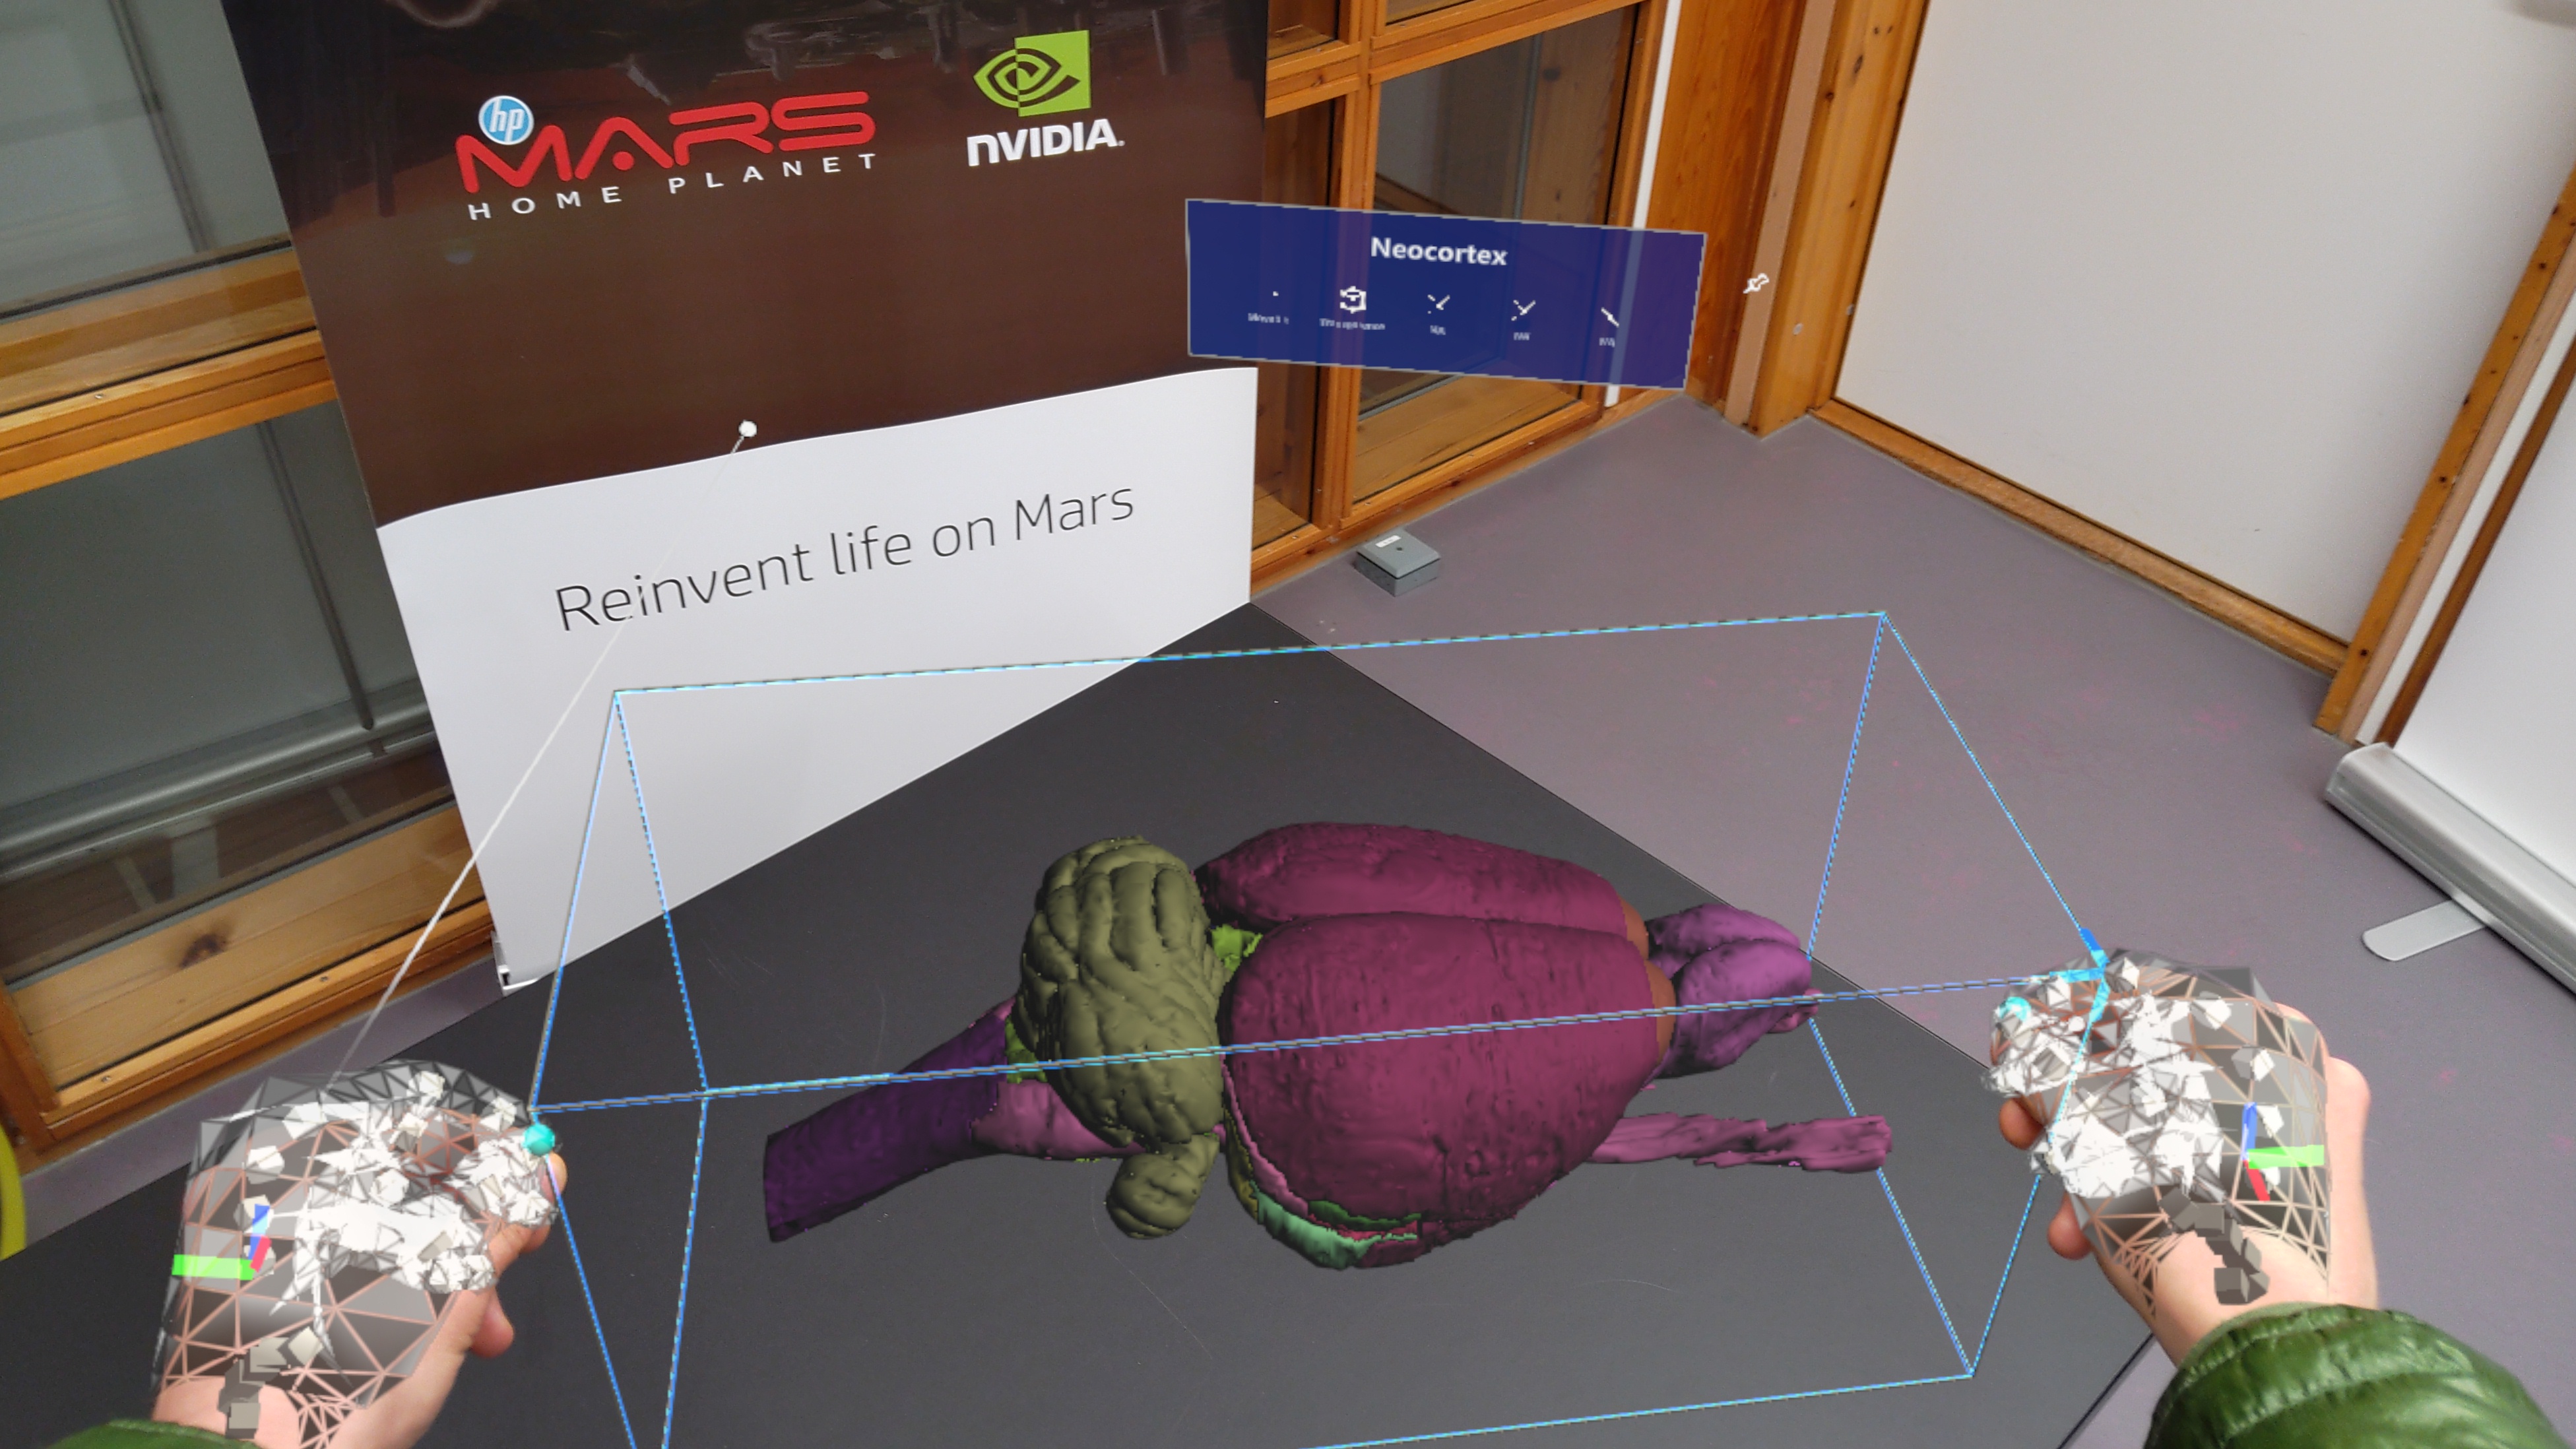 hp
MARS
HOME PLANET
NVIDIA.
Neocortex
Reinvent life on Mars